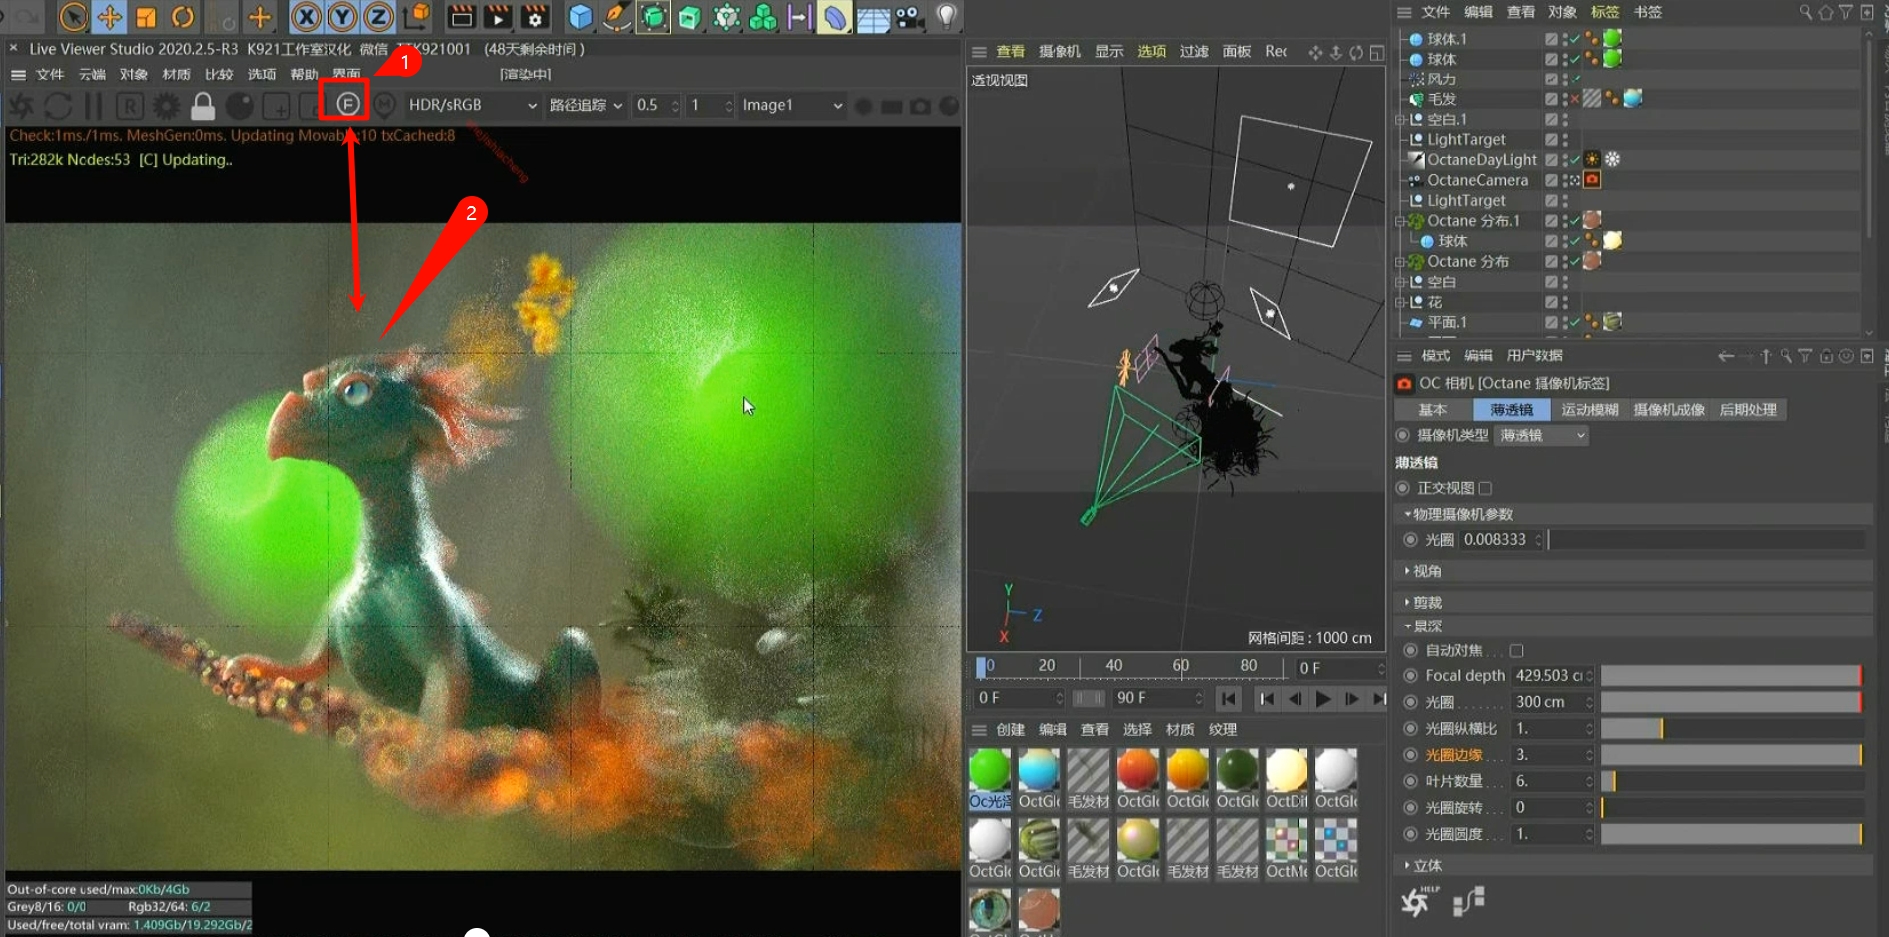 X Y Z
× Live Viewer Studio 2020.2.5-R3 K921工作室汉化 微信 K921001 (48天剩余时间)
文件 云端 对象 材质 比较 选项 帮助 界面 [渲染中]
1
R F M HDR/sRGB 路径追踪 0.5 1 Image1
Check:1ms./1ms. MeshGen:0ms. Updating Movab :10 txCached:8
Tri:282k Nodes:53 [C] Updating..
2
Out-of-core used/max:0Kb/4Gb
Grey8/16: 0/0 Rgb32/64: 6/2
Used/free/total vram: 1.409Gb/19.292Gb/2
查看 摄像机 显示 选项 过滤 面板 Rec
透视视图
Y
Z
X
网格间距 : 1000 cm
0 20 40 60 80 0 F
0 F 90 F
创建 编辑 查看 选择 材质 纹理
Oc光泽 OctGl 毛发材 OctGl OctGl OctGl OctDif OctGl
OctGl OctGl 毛发材 OctGl 毛发材 毛发材 OctMe OctGl
文件 编辑 查看 对象 标签 书签
球体.1
球体
风力
毛发
空白.1
LightTarget
OctaneDayLight
OctaneCamera
LightTarget
Octane 分布.1
球体
Octane 分布
空白
花
平面.1
模式 编辑 用户数据
OC 相机 [Octane 摄像机标签]
基本 薄透镜 运动模糊 摄像机成像 后期处理
摄像机类型 薄透镜
薄透镜
正交视图
物理摄像机参数
光圈 0.008333
视角
剪裁
景深
自动对焦 . . .
Focal depth 429.503 c
光圈 . . . . . . . 300 cm
光圈纵横比 1.
光圈边缘 . . . 3.
叶片数量 . . . 6.
光圈旋转 . . . 0
光圈圆度 . . . 1.
立体
HELP